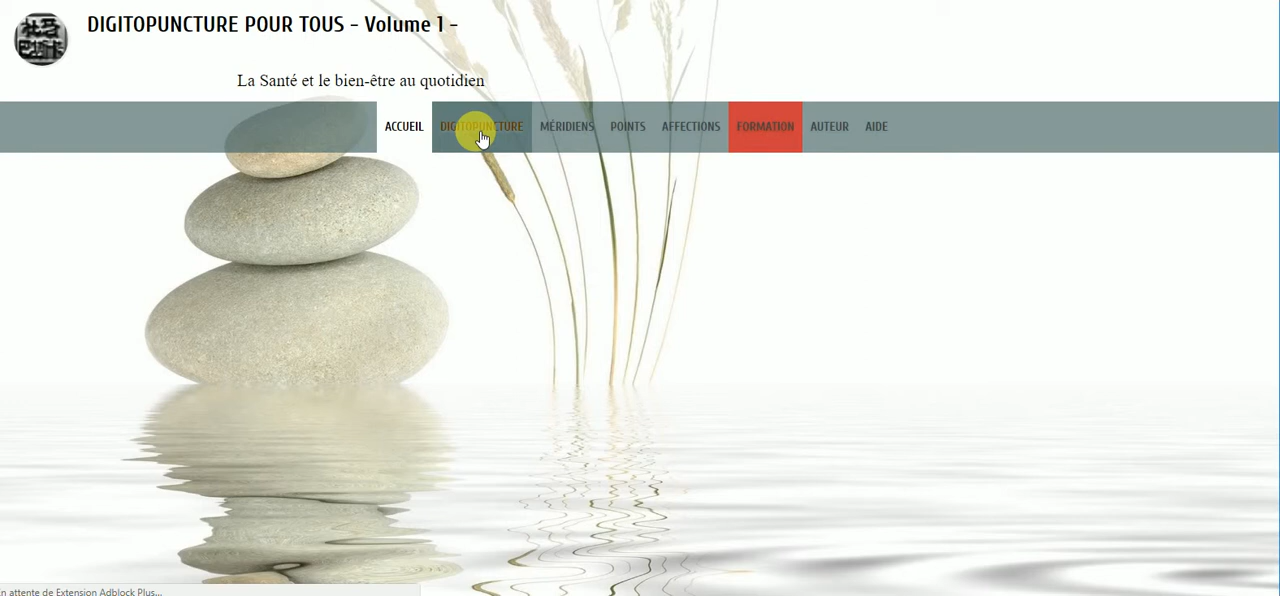 DIGITOPUNCTURE POUR TOUS - Volume 1 -
La Santé et le bien-être au quotidien
ACCUEIL DIGITOPUNCTURE MÉRIDIENS POINTS AFFECTIONS FORMATION AUTEUR AIDE
n attente de Extension Adblock Plus...